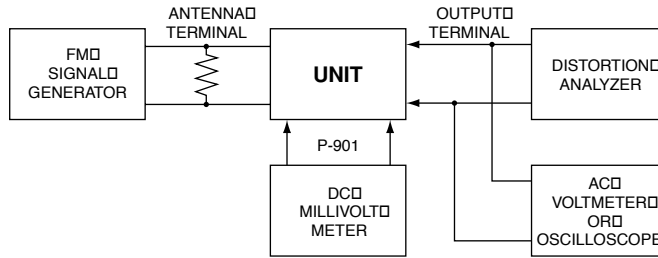 ANTENNA
TERMINAL
OUTPUT
TERMINAL
FM
SIGNAL
GENERATOR
UNIT
DISTORTION
ANALYZER
P-901
DC
MILLIVOLT
METER
AC
VOLTMETER
OR
OSCILLOSCOPE